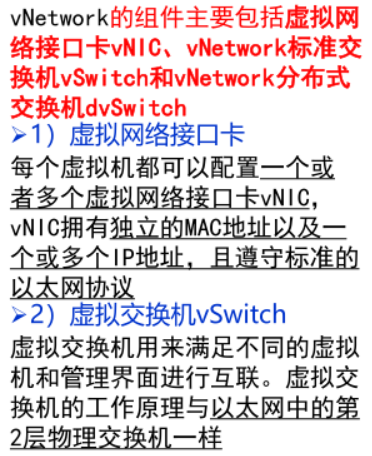 vNetwork的组件主要包括虚拟网
络接口卡vNIC、vNetwork标准交
换机vSwitch和vNetwork分布式
交换机dvSwitch
➢1）虚拟网络接口卡
每个虚拟机都可以配置一个或
者多个虚拟网络接口卡vNIC，
vNIC拥有独立的MAC地址以及一
个或多个IP地址，且遵守标准的
以太网协议
➢2）虚拟交换机vSwitch
虚拟交换机用来满足不同的虚拟
机和管理界面进行互联。虚拟交
换机的工作原理与以太网中的第
2层物理交换机一样